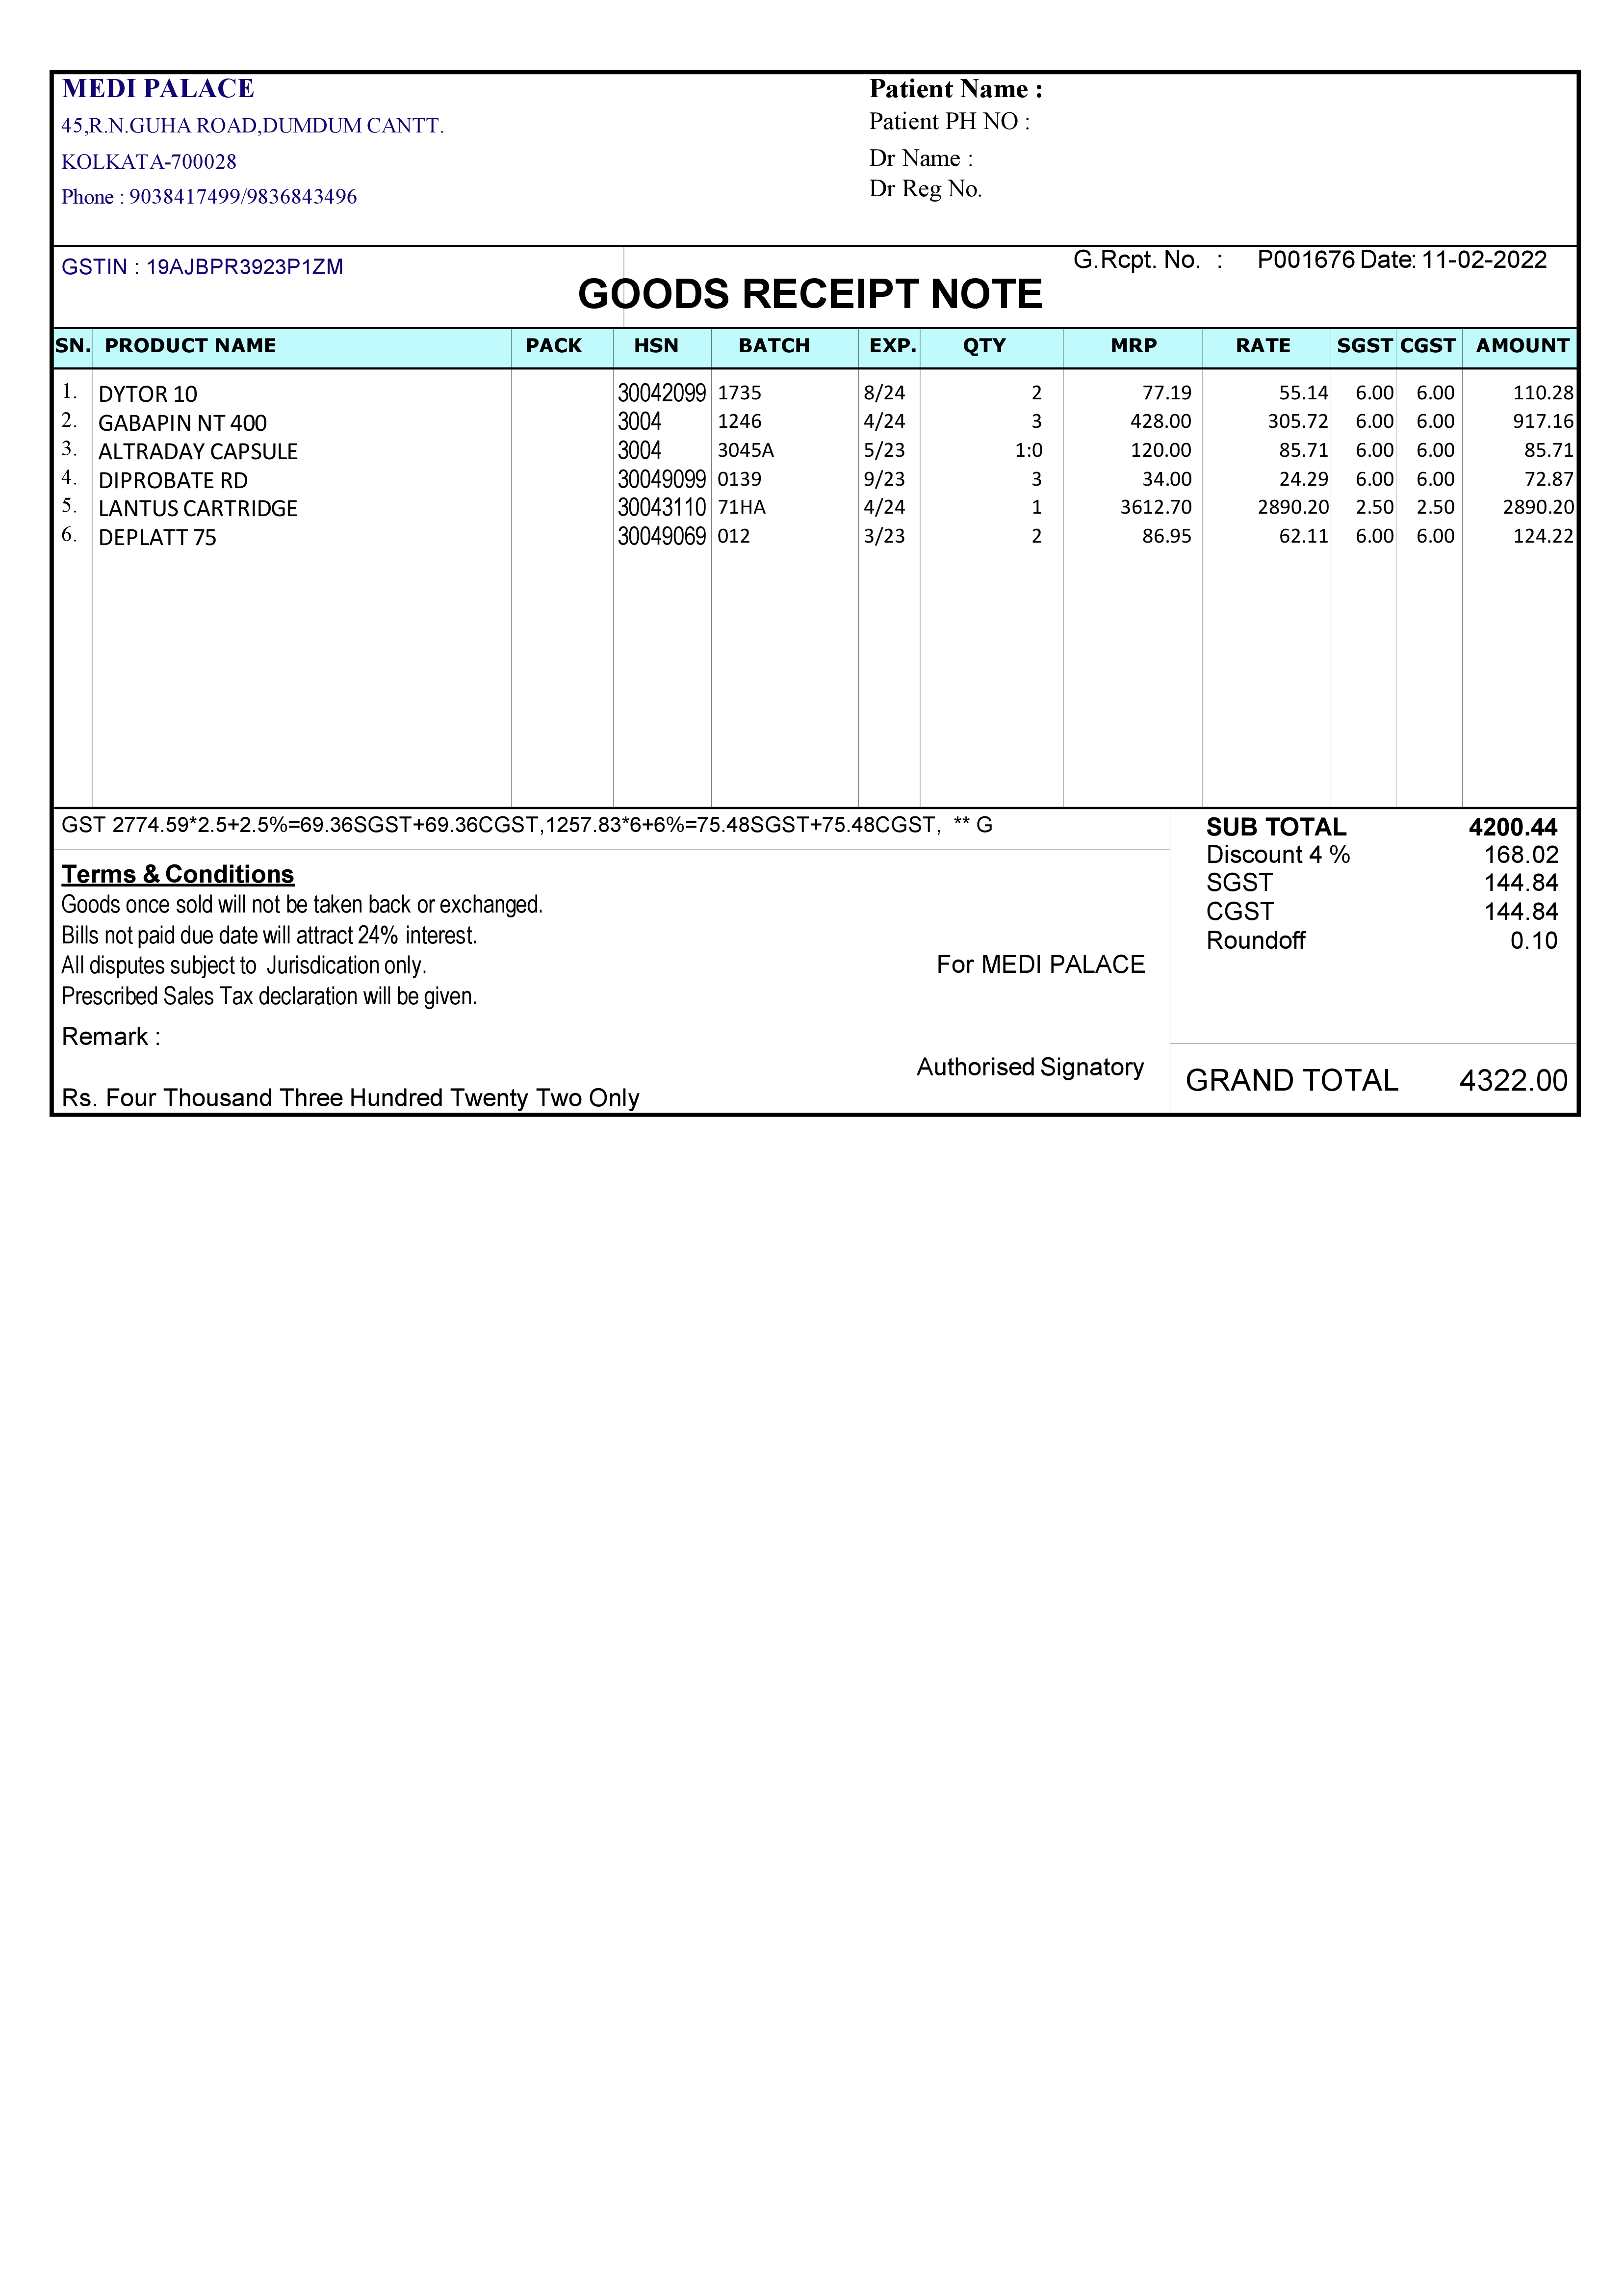 MEDI PALACE
45,R.N.GUHA ROAD,DUMDUM CANTT.
KOLKATA-700028
Phone : 9038417499/9836843496
Patient Name :
Patient PH NO :
Dr Name :
Dr Reg No.
GSTIN : 19AJBPR3923P1ZM
GOODS RECEIPT NOTE
G.Rcpt. No. : P001676 Date: 11-02-2022
SN. PRODUCT NAME PACK HSN BATCH EXP. QTY MRP RATE SGST CGST AMOUNT
1. DYTOR 10 30042099 1735 8/24 2 77.19 55.14 6.00 6.00 110.28
2. GABAPIN NT 400 3004 1246 4/24 3 428.00 305.72 6.00 6.00 917.16
3. ALTRADAY CAPSULE 3004 3045A 5/23 1:0 120.00 85.71 6.00 6.00 85.71
4. DIPROBATE RD 30049099 0139 9/23 3 34.00 24.29 6.00 6.00 72.87
5. LANTUS CARTRIDGE 30043110 71HA 4/24 1 3612.70 2890.20 2.50 2.50 2890.20
6. DEPLATT 75 30049069 012 3/23 2 86.95 62.11 6.00 6.00 124.22
GST 2774.59*2.5+2.5%=69.36SGST+69.36CGST,1257.83*6+6%=75.48SGST+75.48CGST, ** G
Terms & Conditions
Goods once sold will not be taken back or exchanged.
Bills not paid due date will attract 24% interest.
All disputes subject to Jurisdication only.
Prescribed Sales Tax declaration will be given.
Remark :
Rs. Four Thousand Three Hundred Twenty Two Only
For MEDI PALACE
Authorised Signatory
SUB TOTAL 4200.44
Discount 4 % 168.02
SGST 144.84
CGST 144.84
Roundoff 0.10
GRAND TOTAL 4322.00